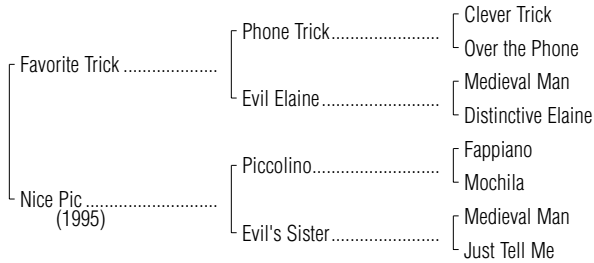 Clever Trick
Phone Trick....................
Over the Phone
Favorite Trick ..................
Medieval Man
Evil Elaine......................
Distinctive Elaine
Fappiano
Piccolino.......................
Mochila
Nice Pic .........................
(1995)
Medieval Man
Evil's Sister....................
Just Tell Me